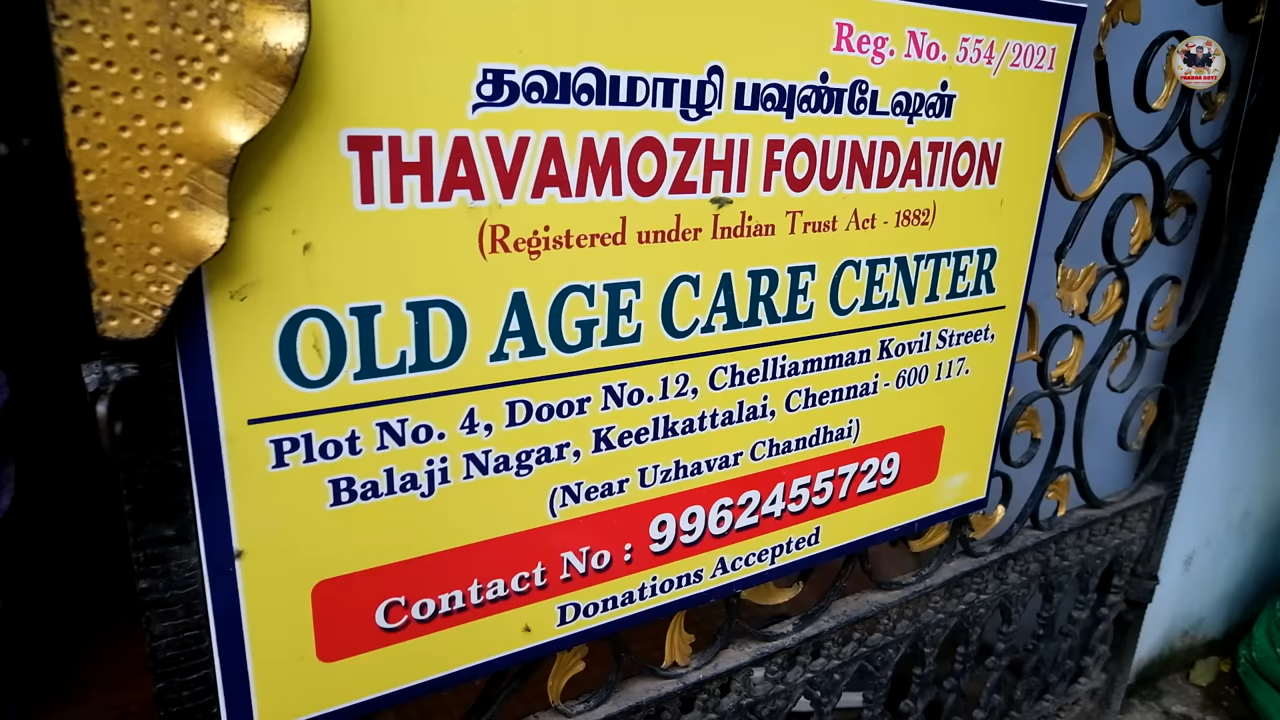 Reg. No. 554/2021
தவமொழி பவுண்டேஷன்
THAVAMOZHI FOUNDATION
(Registered under Indian Trust Act - 1882)
OLD AGE CARE CENTER
Plot No. 4, Door No.12, Chelliamman Kovil Street,
Balaji Nagar, Keelkattalai, Chennai - 600 117.
(Near Uzhavar Chandhai)
Contact No : 9962455729
Donations Accepted
PAKODA BOYZ